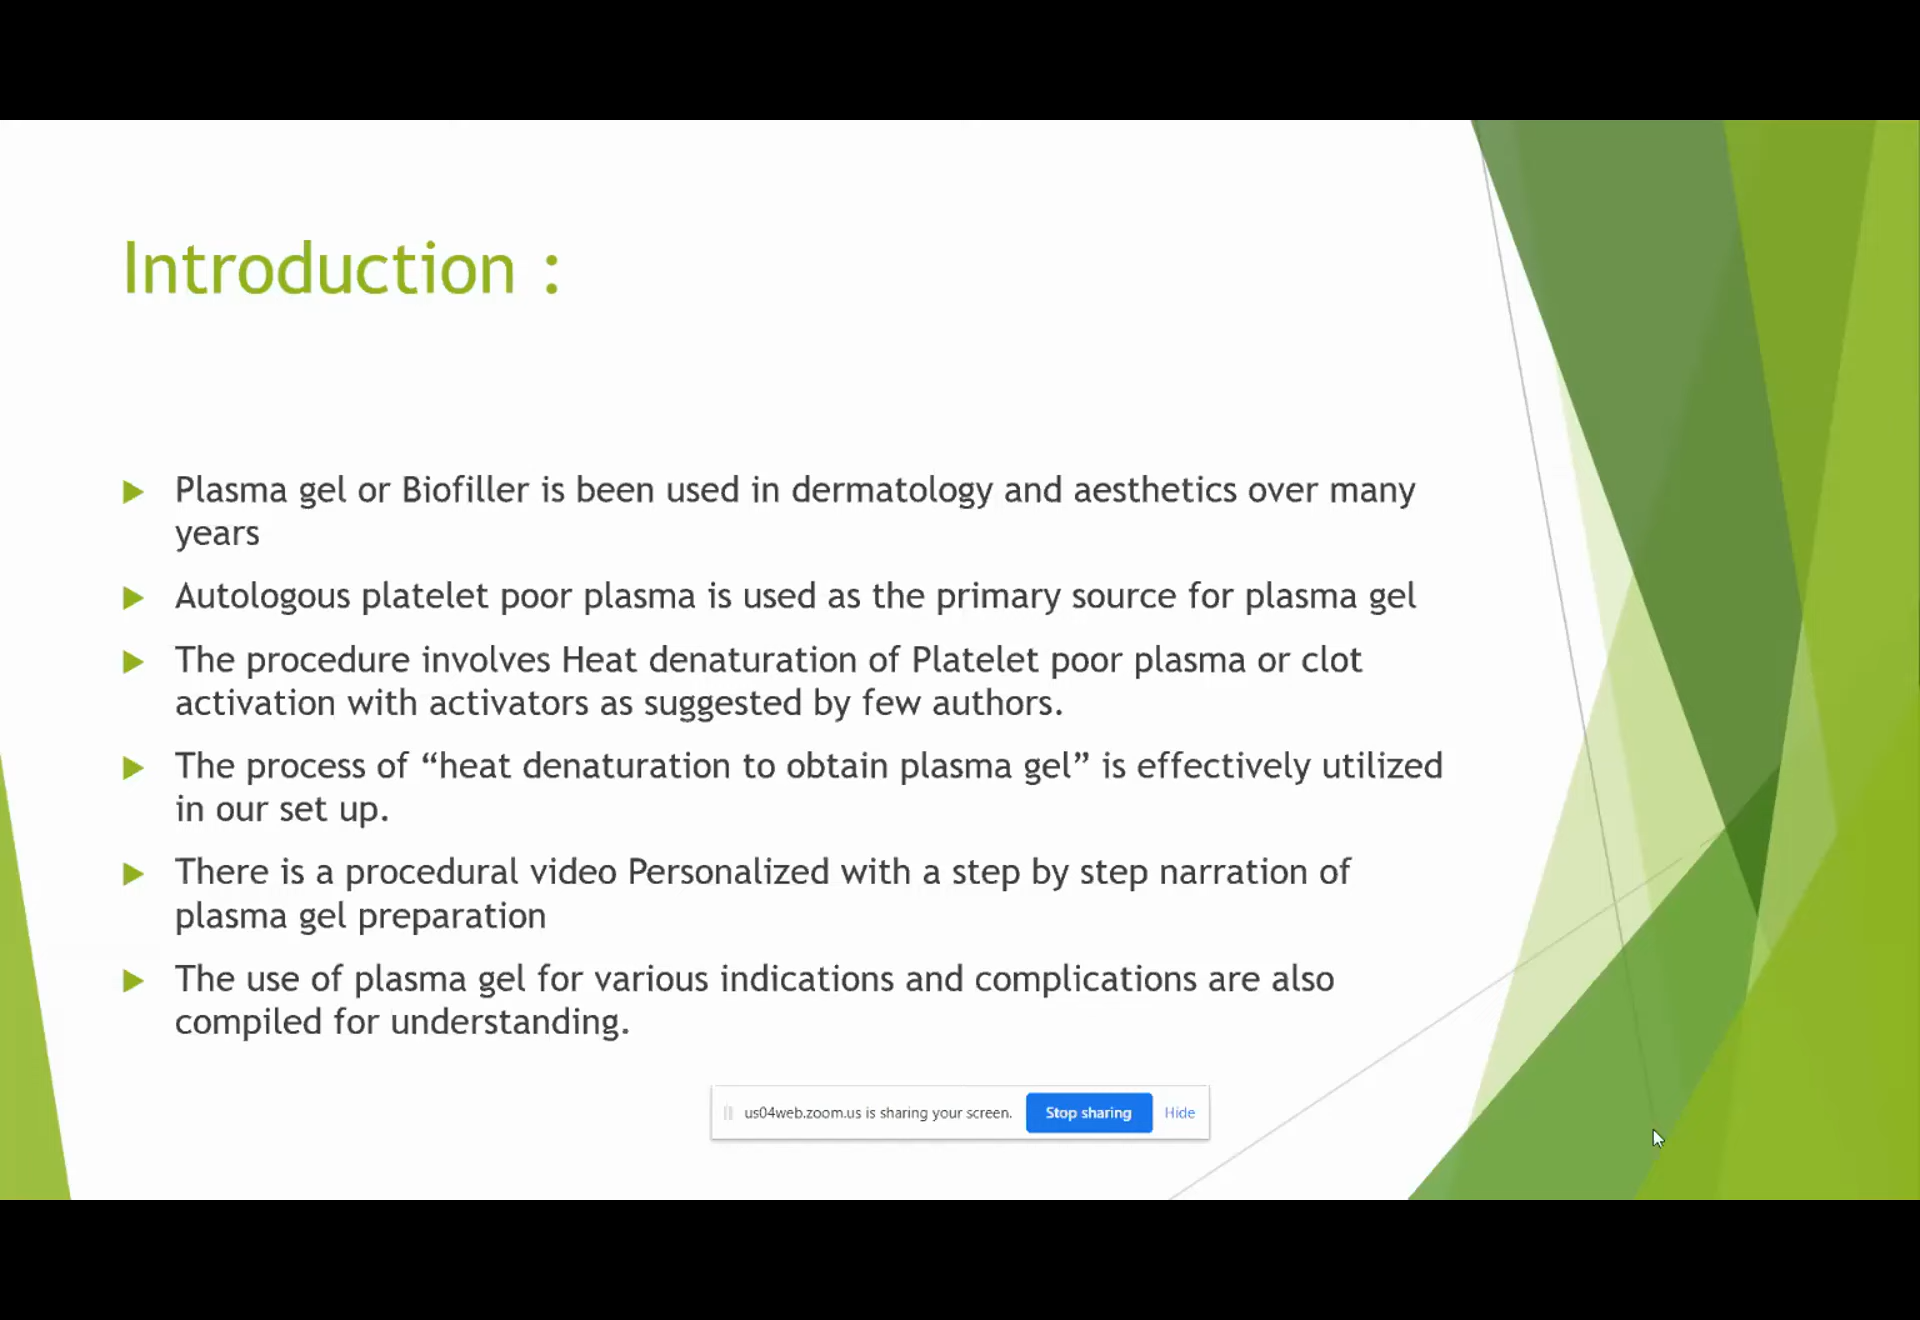 Introduction :
Plasma gel or Biofiller is been used in dermatology and aesthetics over many
years
Autologous platelet poor plasma is used as the primary source for plasma gel
The procedure involves Heat denaturation of Platelet poor plasma or clot
activation with activators as suggested by few authors.
The process of “heat denaturation to obtain plasma gel” is effectively utilized
in our set up.
There is a procedural video Personalized with a step by step narration of
plasma gel preparation
The use of plasma gel for various indications and complications are also
compiled for understanding.
us04web.zoom.us is sharing your screen. Stop sharing Hide